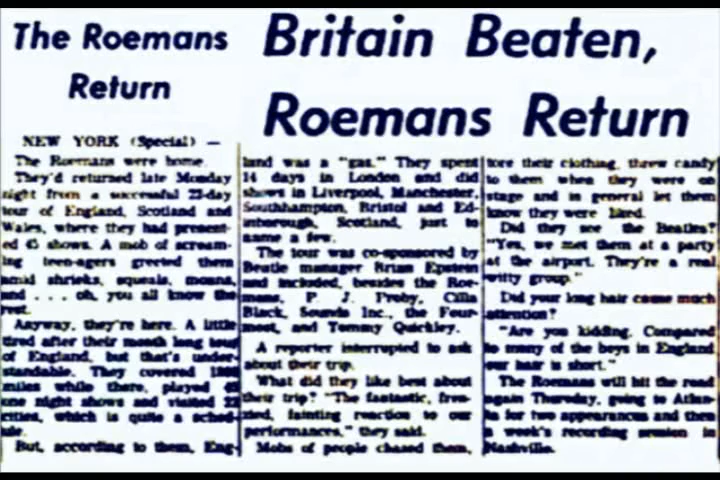 The Roemans
Return
Britain Beaten,
Roemans Return
NEW YORK (Special) —
The Roemans were home.
They'd returned late Monday
night from a successful 22-day
tour of England, Scotland and
Wales, where they had present-
ed 45 shows. A mob of scream-
ing teen-agers greeted them
amid shrieks, squeals, moans,
and . . . oh, you all know the
rest.
Anyway, they're here. A little
tired after their month long tour
of England, but that's under-
standable. They covered
miles while there, played 45
one night shows and visited 22
cities, which is quite a sched-
ule.
But, according to them, Eng-
land was a "gas." They spent
14 days in London and did
shows in Liverpool, Manchester,
Southhampton, Bristol and Ed-
inborough, Scotland, just to
name a few.
The tour was co-sponsored by
Beatle manager Brian Epstein
and included, besides the Roe-
mans, P. J. Proby, Cilla
Black, Sounds Inc., the Four-
most, and Tommy Quickley.
A reporter interrupted to ask
about their trip.
What did they like best about
their trip? "The fantastic, fren-
zied, fainting reaction to our
performances," they said.
Mobs of people chased them,
tore their clothing, threw candy
to them when they were on
stage and in general let them
know they were liked.
Did they see the Beatles?
"Yes, we met them at a party
at the airport. They're a real
witty group."
Did your long hair cause much
attention?
"Are you kidding. Compared
to many of the boys in England
our hair is short."
The Roemans will hit the road
again Thursday, going to Atlan-
ta for two appearances and then
a week's recording session in
Nashville.